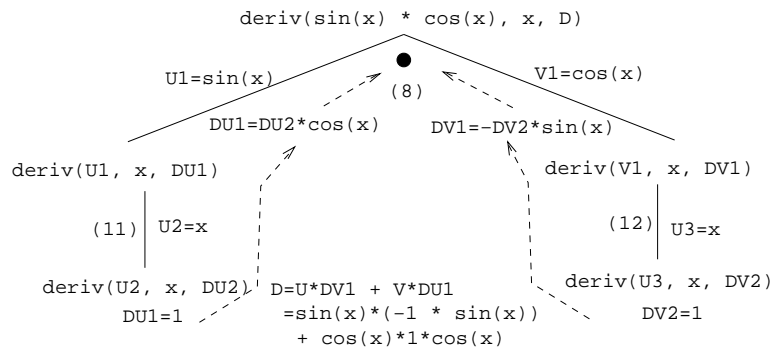 deriv(sin(x) * cos(x), x, D)
U1=sin(x)
V1=cos(x)
(8)
DU1=DU2*cos(x)
DV1=-DV2*sin(x)
deriv(U1, x, DU1)
deriv(V1, x, DV1)
(11)
U2=x
(12)
U3=x
deriv(U2, x, DU2)
deriv(U3, x, DV2)
DU1=1
DV2=1
D=U*DV1 + V*DU1
=sin(x)*(-1 * sin(x))
+ cos(x)*1*cos(x)